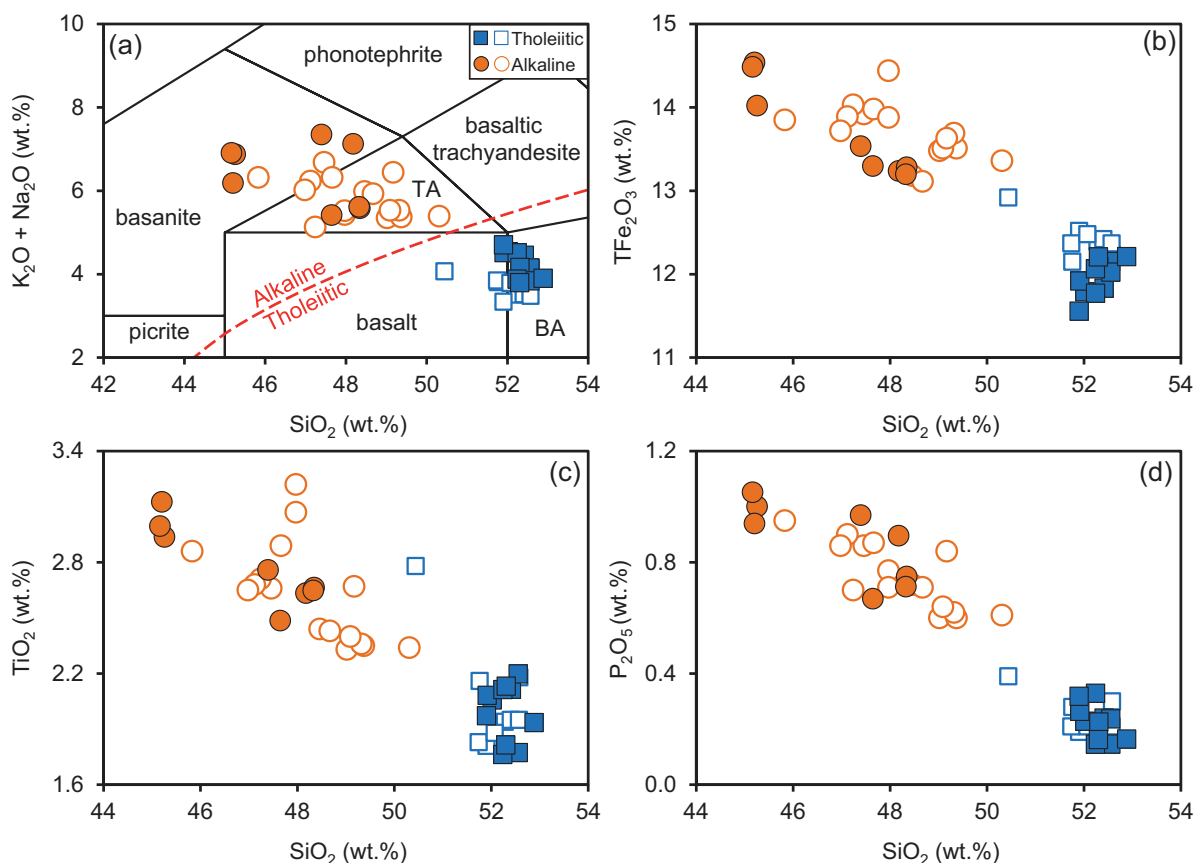 (a)
10
8
6
4
2
K₂O + Na₂O (wt.%)
42
44
46
48
50
52
54
SiO₂ (wt.%)
phonotephrite
Tholeiitic
Alkaline
basaltic
trachyandesite
TA
basanite
Alkaline
Tholeiitic
picrite
basalt
BA
(b)
15
14
13
12
11
TFe₂O₃ (wt.%)
44
46
48
50
52
54
SiO₂ (wt.%)
(c)
3.4
2.8
2.2
1.6
TiO₂ (wt.%)
44
46
48
50
52
54
SiO₂ (wt.%)
(d)
1.2
0.8
0.4
0.0
P₂O₅ (wt.%)
44
46
48
50
52
54
SiO₂ (wt.%)